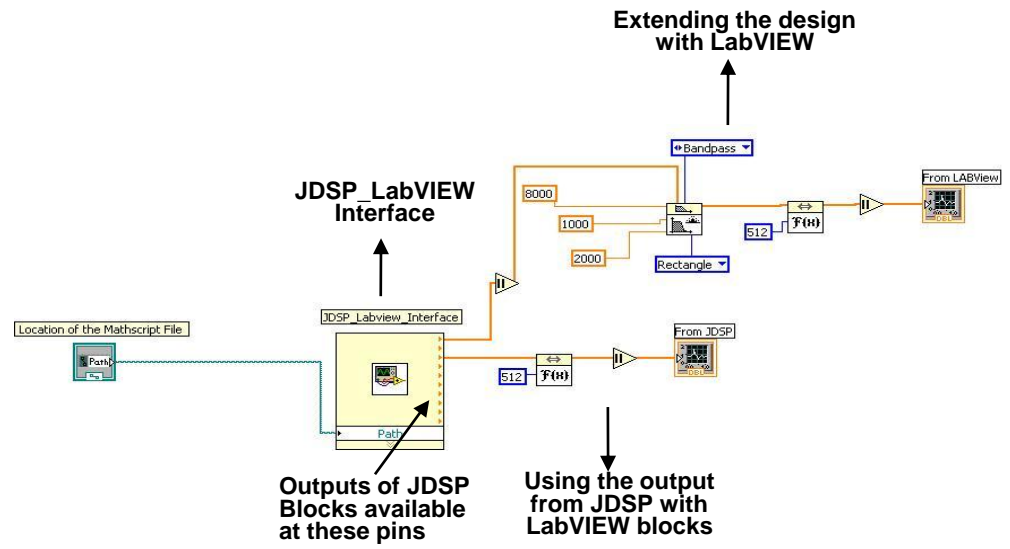 Extending the design
with LabVIEW
Bandpass
From LABView
DBL
JDSP_LabVIEW
Interface
8000
1000
2000
512
F{x}
Rectangle
JDSP_Labview_Interface
Location of the Mathscript File
Path
From JDSP
DBL
512
F{x}
Path
Outputs of JDSP
Blocks available
at these pins
Using the output
from JDSP with
LabVIEW blocks